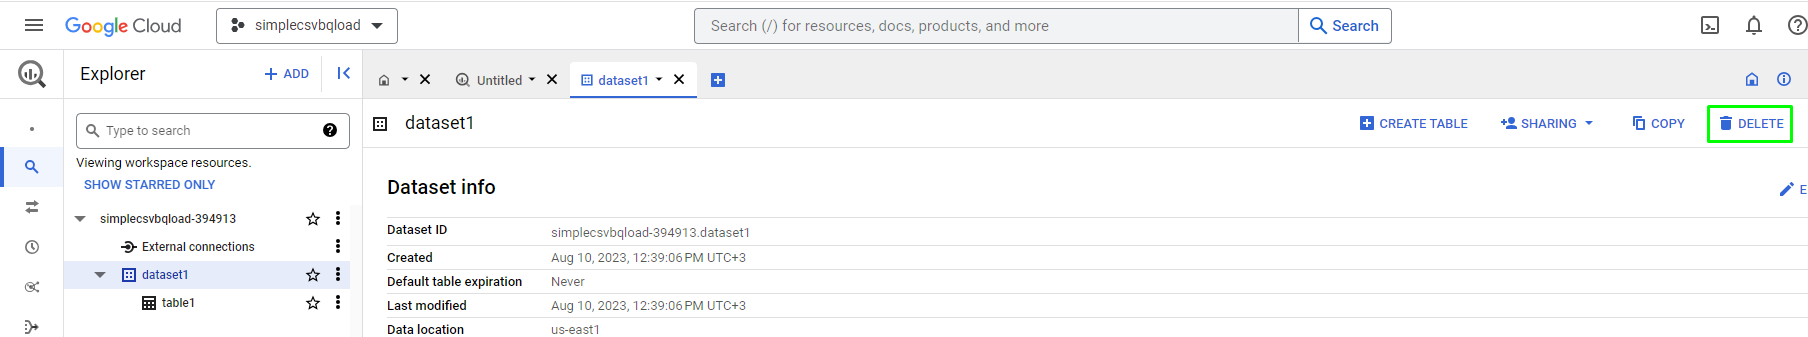 Google Cloud
simplecsvbqload
Search (/) for resources, docs, products, and more
Search
Explorer
+ ADD
Untitled
dataset1
Type to search
dataset1
CREATE TABLE
SHARING
COPY
DELETE
Viewing workspace resources.
SHOW STARRED ONLY
Dataset info
E
simplecsvbqload-394913
External connections
dataset1
table1
Dataset ID simplecsvbqload-394913.dataset1
Created Aug 10, 2023, 12:39:06 PM UTC+3
Default table expiration Never
Last modified Aug 10, 2023, 12:39:06 PM UTC+3
Data location us-east1